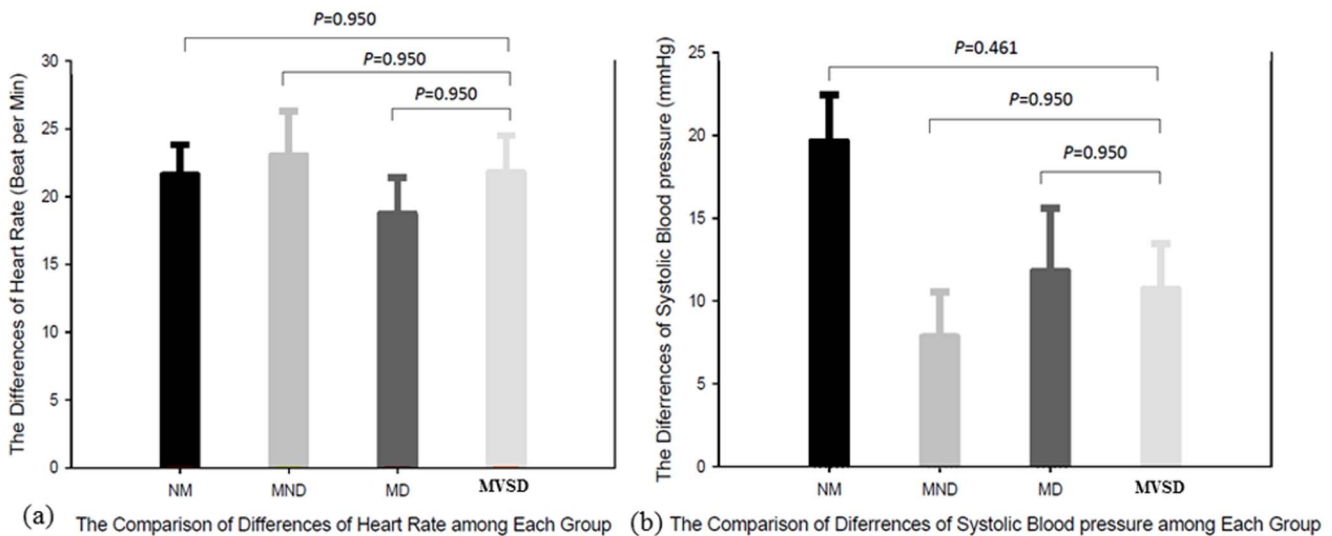 P=0.950
P=0.950
P=0.950
The Differences of Heart Rate (Beat per Min)
30
25
20
15
10
5
0
NM MND MD MVSD
(a) The Comparison of Differences of Heart Rate among Each Group
P=0.461
P=0.950
P=0.950
The Diferrences of Systolic Blood pressure (mmHg)
25
20
15
10
5
0
NM MND MD MVSD
(b) The Comparison of Diferrences of Systolic Blood pressure among Each Group